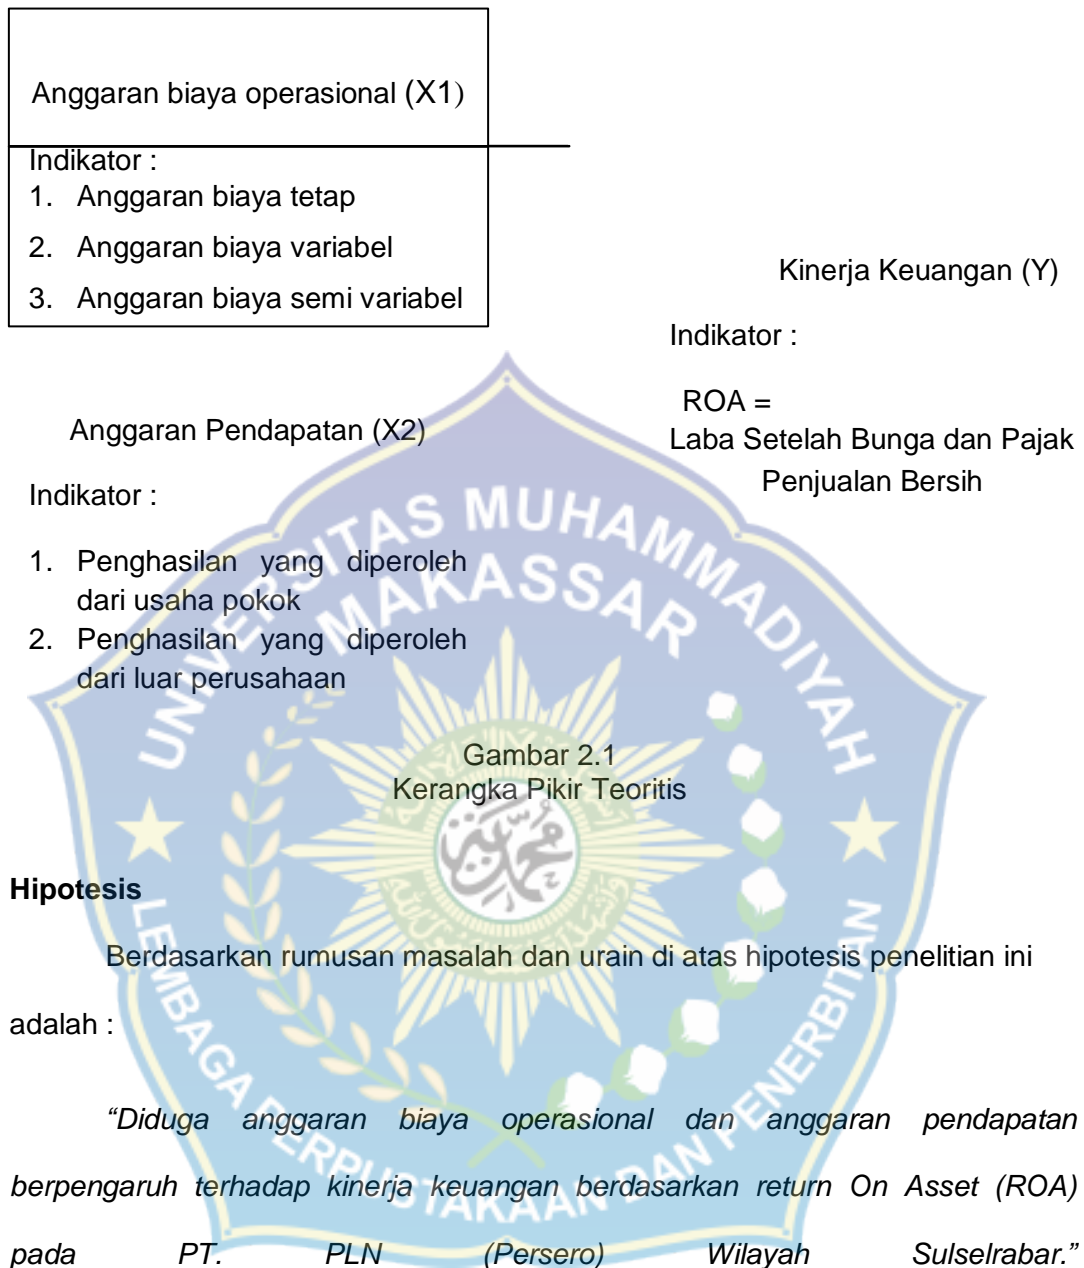 Anggaran biaya operasional (X1)
Indikator :
1. Anggaran biaya tetap
2. Anggaran biaya variabel
3. Anggaran biaya semi variabel
Kinerja Keuangan (Y)
Indikator :
ROA =
Laba Setelah Bunga dan Pajak
Penjualan Bersih
Anggaran Pendapatan (X2)
Indikator :
1. Penghasilan yang diperoleh
dari usaha pokok
2. Penghasilan yang diperoleh
dari luar perusahaan
Gambar 2.1
Kerangka Pikir Teoritis
Hipotesis
Berdasarkan rumusan masalah dan urain di atas hipotesis penelitian ini
adalah :
“Diduga anggaran biaya operasional dan anggaran pendapatan
berpengaruh terhadap kinerja keuangan berdasarkan return On Asset (ROA)
pada PT. PLN (Persero) Wilayah Sulselrabar.”
UNIVERSITAS MUHAMMADIYAH
MAKASSAR
LEMBAGA PERPUSTAKAAN DAN PENERBITAN